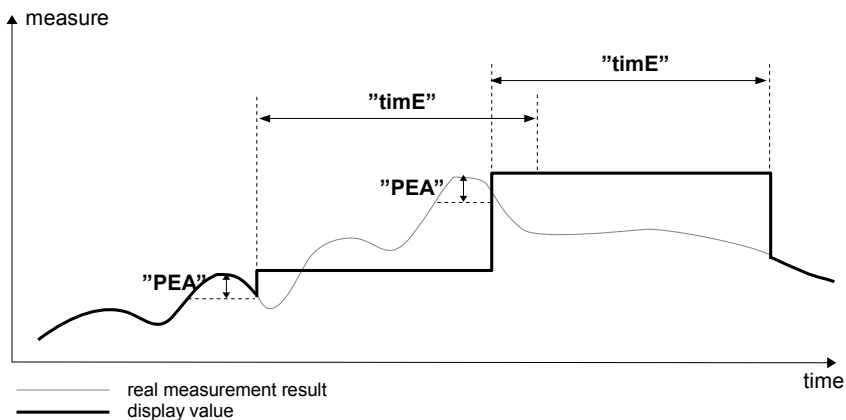 measure
”timE”
”timE”
”PEA”
”PEA”
time
real measurement result
display value